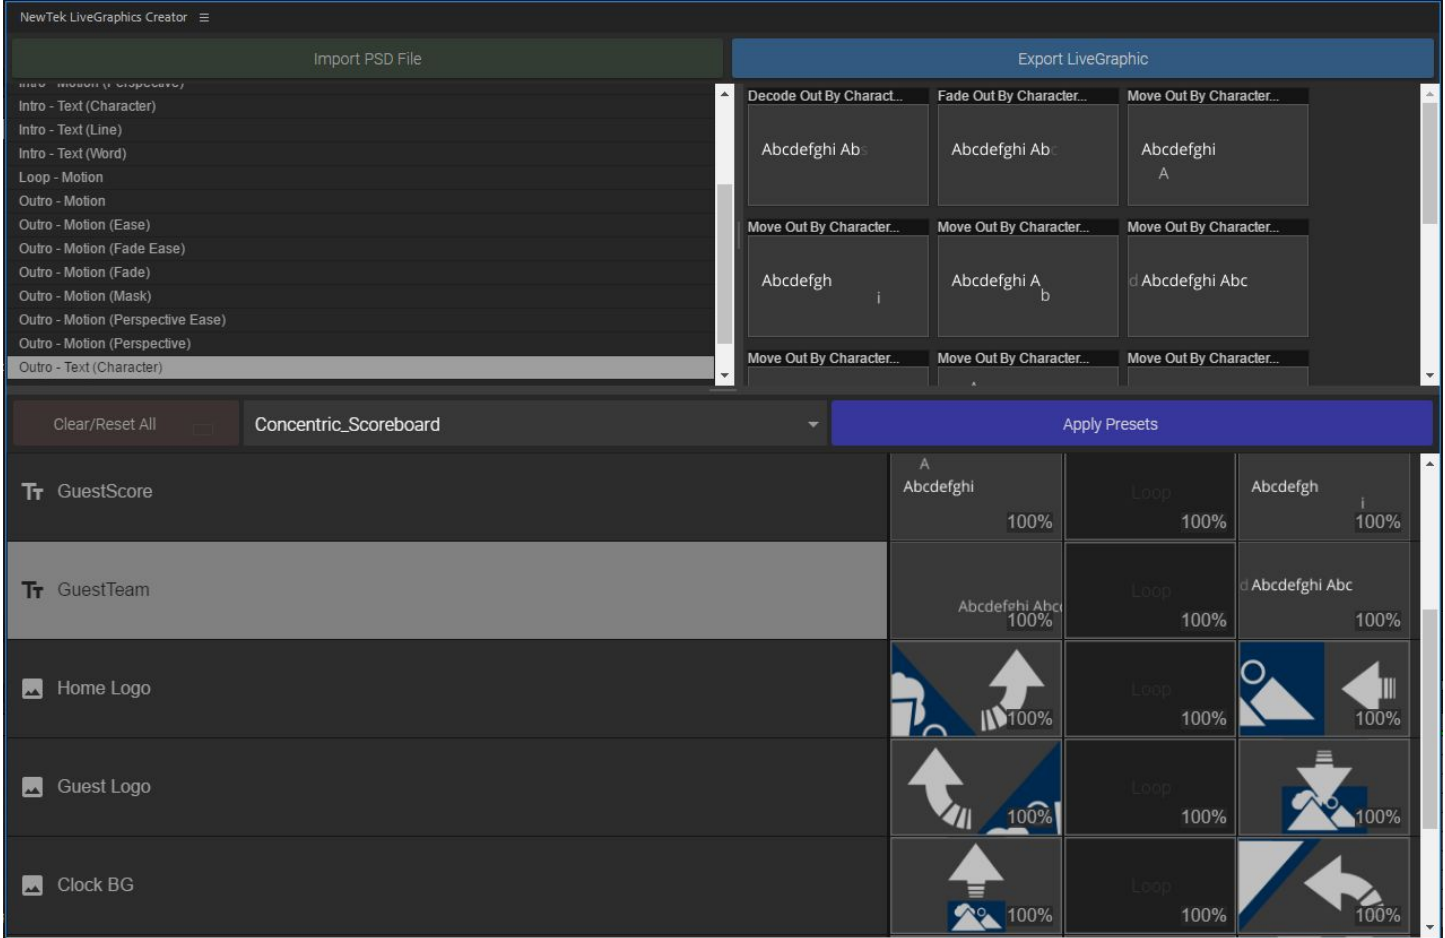 NewTek LiveGraphics Creator
Import PSD File
Export LiveGraphic
Intro - Motion (Perspective)
Intro - Text (Character)
Intro - Text (Line)
Intro - Text (Word)
Loop - Motion
Outro - Motion
Outro - Motion (Ease)
Outro - Motion (Fade Ease)
Outro - Motion (Fade)
Outro - Motion (Mask)
Outro - Motion (Perspective Ease)
Outro - Motion (Perspective)
Outro - Text (Character)
Decode Out By Charact... Fade Out By Character... Move Out By Character...
Abcdefghi Abs Abcdefghi Abc Abcdefghi
A
Move Out By Character... Move Out By Character... Move Out By Character...
Abcdefgh i Abcdefghi A b d Abcdefghi Abc
Move Out By Character... Move Out By Character... Move Out By Character...
Clear/Reset All
Concentric_Scoreboard
Apply Presets
GuestScore
A
Abcdefghi 100%
Loop 100%
Abcdefgh i 100%
GuestTeam
Abcdefghi Abc 100%
Loop 100%
d Abcdefghi Abc 100%
Home Logo
100%
Loop 100%
100%
Guest Logo
100%
Loop 100%
100%
Clock BG
100%
Loop 100%
100%